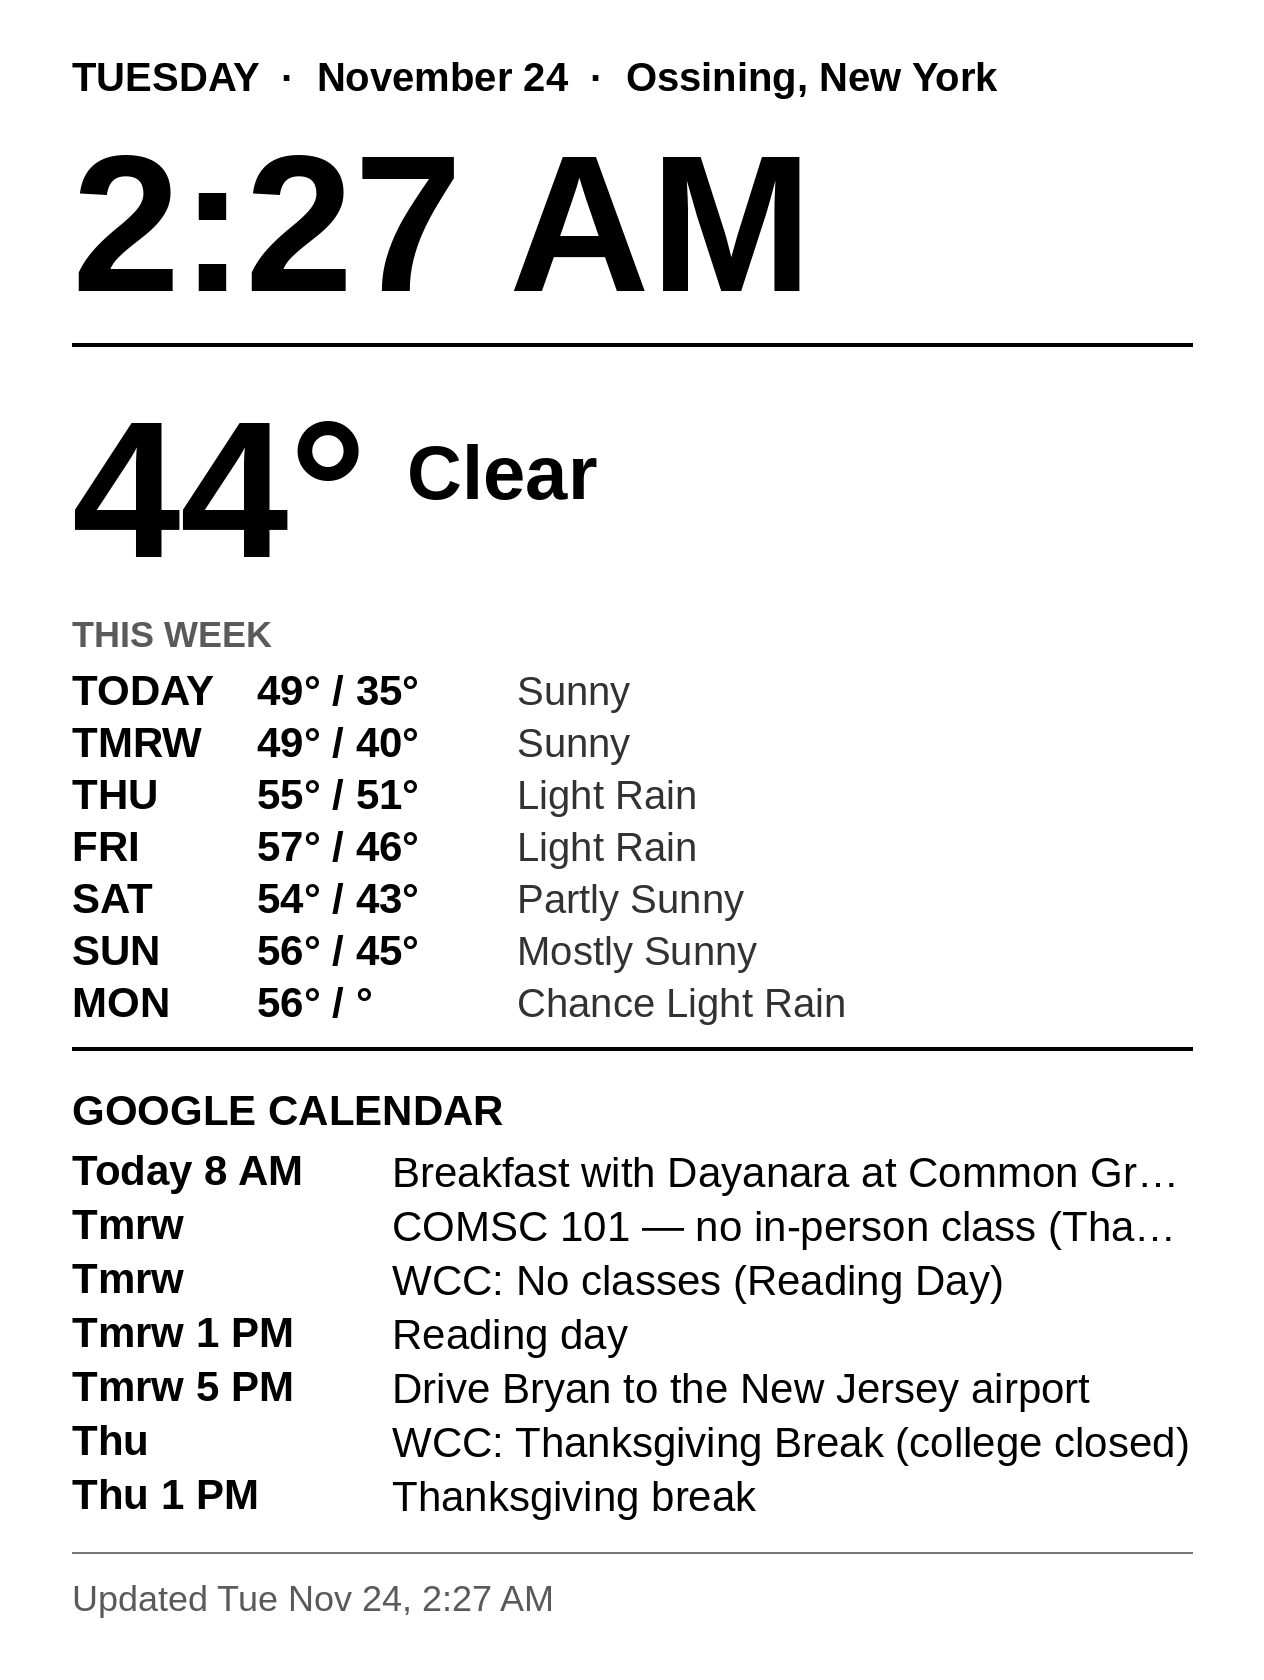 TUESDAY · November 24 · Ossining, New York
2:27 AM
44° Clear
THIS WEEK
TODAY 49° / 35° Sunny
TMRW 49° / 40° Sunny
THU 55° / 51° Light Rain
FRI 57° / 46° Light Rain
SAT 54° / 43° Partly Sunny
SUN 56° / 45° Mostly Sunny
MON 56° / ° Chance Light Rain
GOOGLE CALENDAR
Today 8 AM Breakfast with Dayanara at Common Gr…
Tmrw COMSC 101 — no in-person class (Tha…
Tmrw WCC: No classes (Reading Day)
Tmrw 1 PM Reading day
Tmrw 5 PM Drive Bryan to the New Jersey airport
Thu WCC: Thanksgiving Break (college closed)
Thu 1 PM Thanksgiving break
Updated Tue Nov 24, 2:27 AM